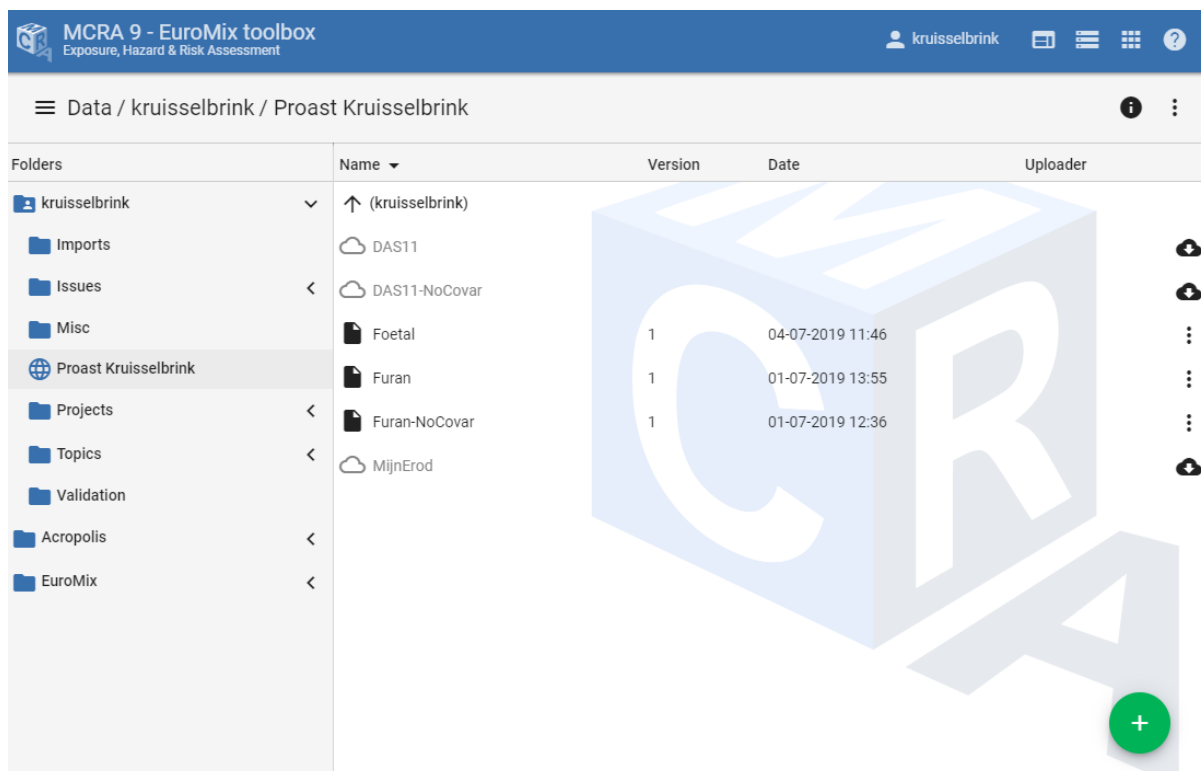 MCRA 9 - EuroMix toolbox
Exposure, Hazard & Risk Assessment
kruisselbrink
Data / kruisselbrink / Proast Kruisselbrink
Folders
Name Version Date Uploader
kruisselbrink
Imports
Issues
Misc
Proast Kruisselbrink
Projects
Topics
Validation
Acropolis
EuroMix
(kruisselbrink)
DAS11
DAS11-NoCovar
Foetal 1 04-07-2019 11:46
Furan 1 01-07-2019 13:55
Furan-NoCovar 1 01-07-2019 12:36
MijnErod
MCRA